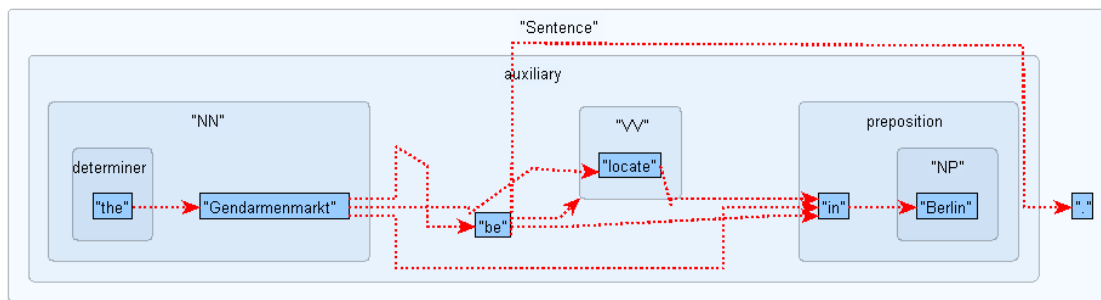 "Sentence"
auxiliary
"NN"
"VV"
preposition
determiner
"NP"
"locate"
"the"
"Gendarmenmarkt"
"be"
"in"
"Berlin"
"."